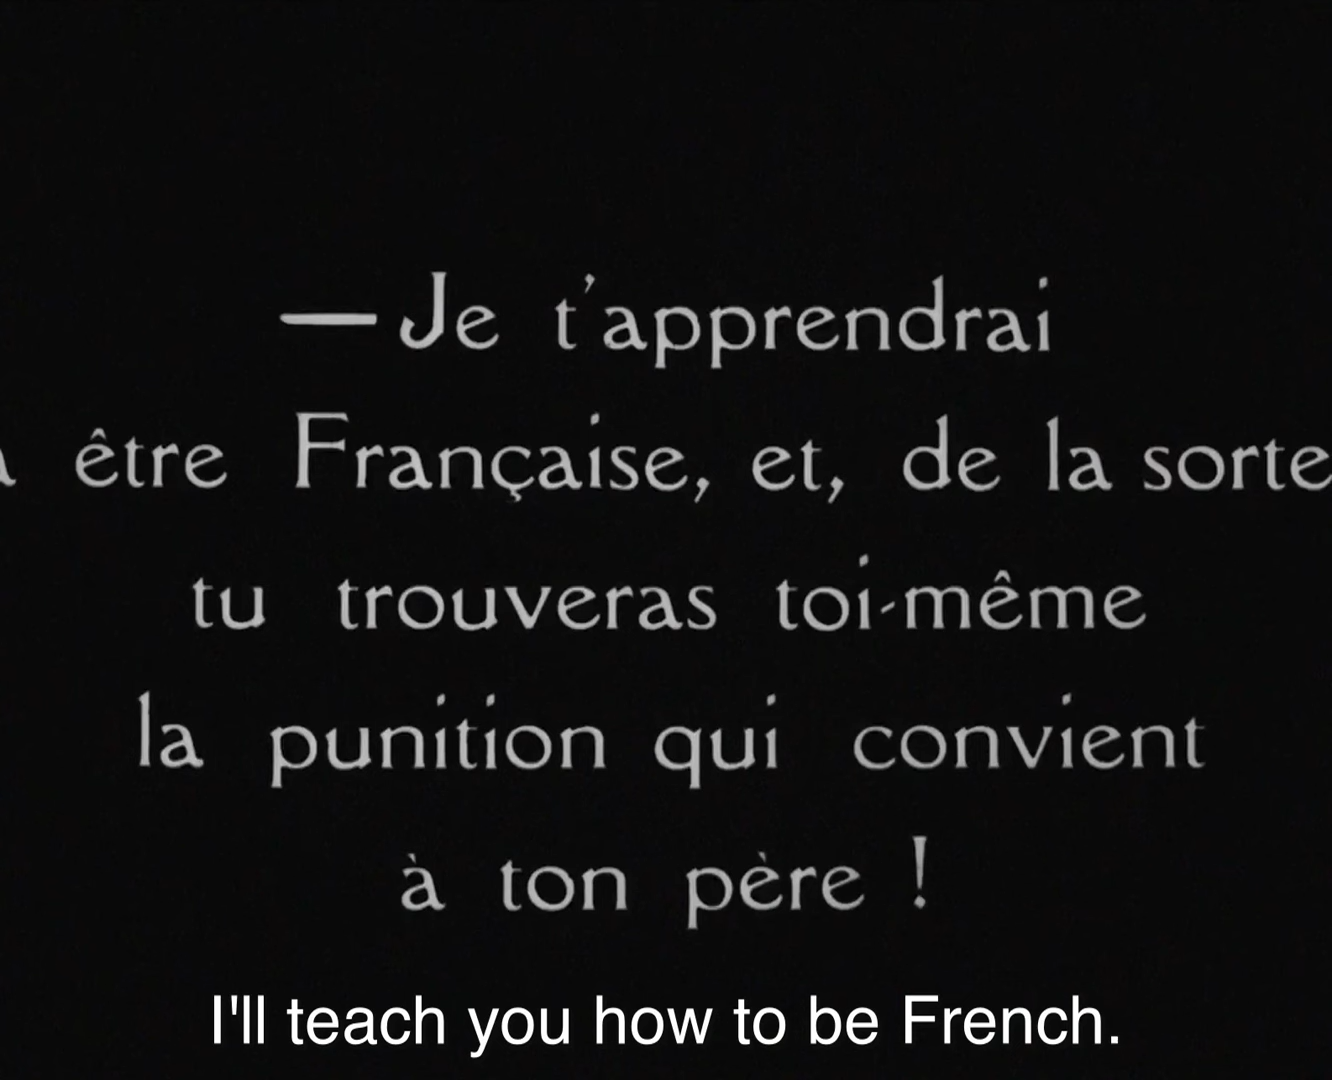 — Je t'apprendrai
à être Française, et, de la sorte
tu trouveras toi-même
la punition qui convient
à ton père !
I'll teach you how to be French.